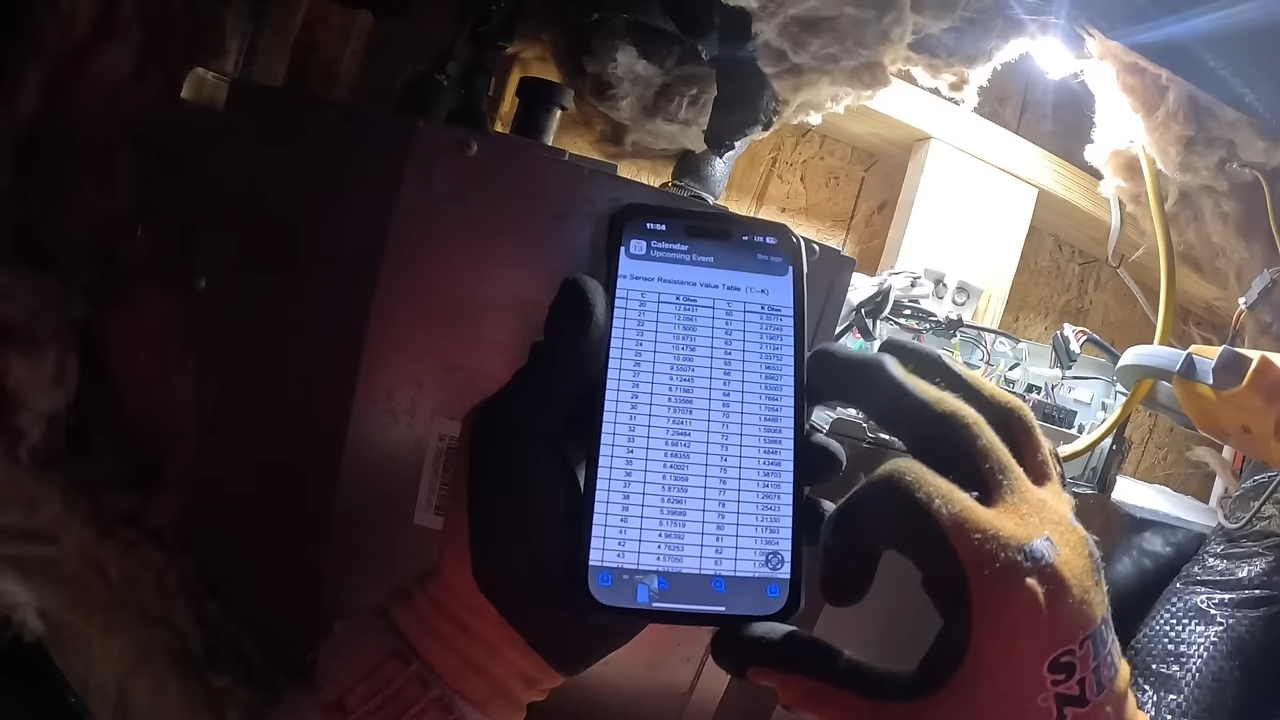 11:54 LTE
Calendar
Upcoming Event
9m ago
13
re Sensor Resistance Value Table (℃–K)
℃ K Ohm ℃ K Ohm
20 12.6431 60 2.35774
21 12.0561 61 2.27249
22 11.5000 62 2.19073
23 10.9731 63 2.11241
24 10.4736 64 2.03732
25 10.000 65 1.96532
26 9.55074 66 1.89627
27 9.12445 67 1.83003
28 8.71983 68 1.76647
29 8.33566 69 1.70547
30 7.97078 70 1.64691
31 7.62411 71 1.59068
32 7.29464 72 1.53668
33 6.98142 73 1.48481
34 6.68355 74 1.43498
35 6.40021 75 1.38703
36 6.13059 76 1.34105
37 5.87359 77 1.29078
38 5.62961 78 1.25423
39 5.39689 79 1.21330
40 5.17519 80 1.17393
41 4.96392 81 1.13604
42 4.76253 82
43 4.57050 83